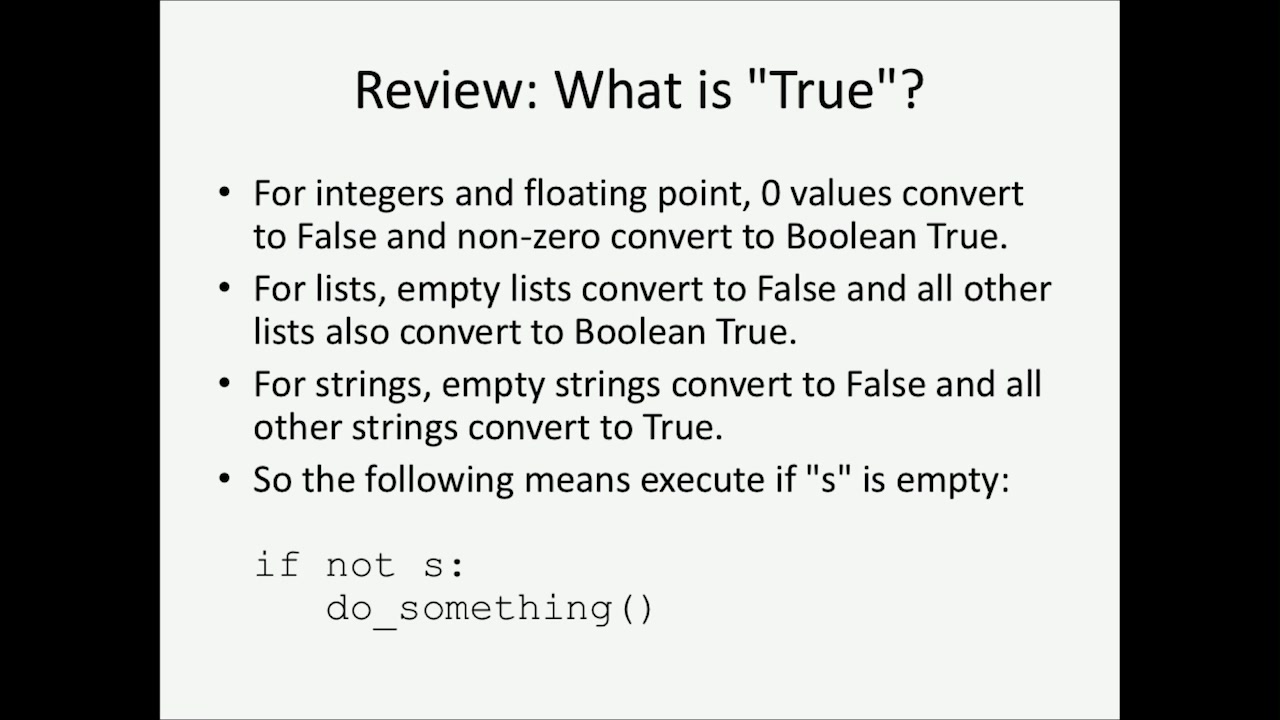 Review: What is "True"?
• For integers and floating point, 0 values convert
to False and non-zero convert to Boolean True.
• For lists, empty lists convert to False and all other
lists also convert to Boolean True.
• For strings, empty strings convert to False and all
other strings convert to True.
• So the following means execute if "s" is empty:
if not s:
   do_something()